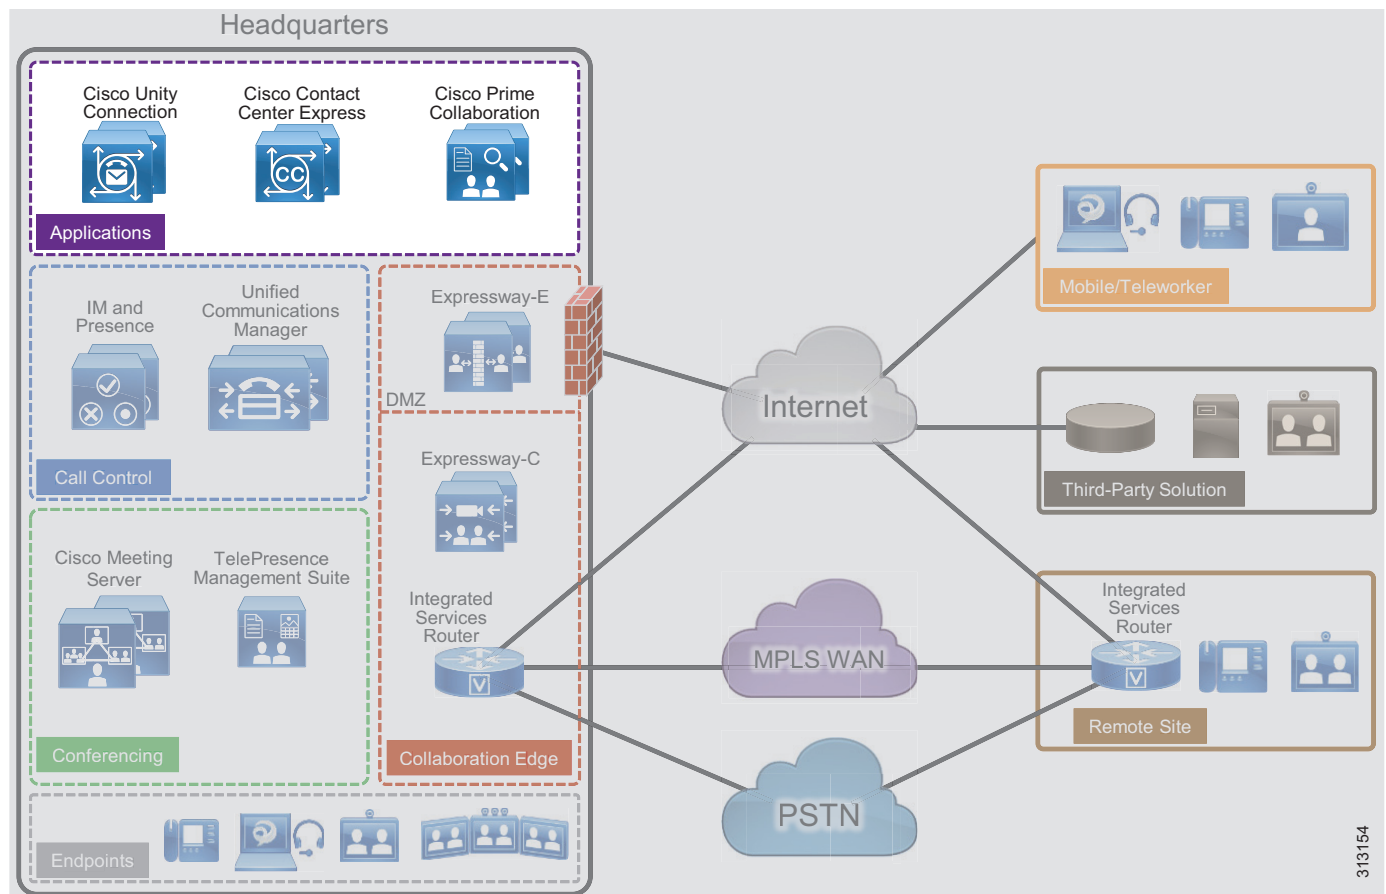 Headquarters
Cisco Unity
Connection
Cisco Contact
Center Express
Cisco Prime
Collaboration
CC
Applications
IM and
Presence
Unified
Communications
Manager
Call Control
Expressway-E
DMZ
Expressway-C
Integrated
Services
Router
V
Collaboration Edge
Cisco Meeting
Server
TelePresence
Management Suite
Conferencing
Endpoints
Internet
MPLS WAN
PSTN
Mobile/Teleworker
Third-Party Solution
Integrated
Services
Router
V
Remote Site
313154